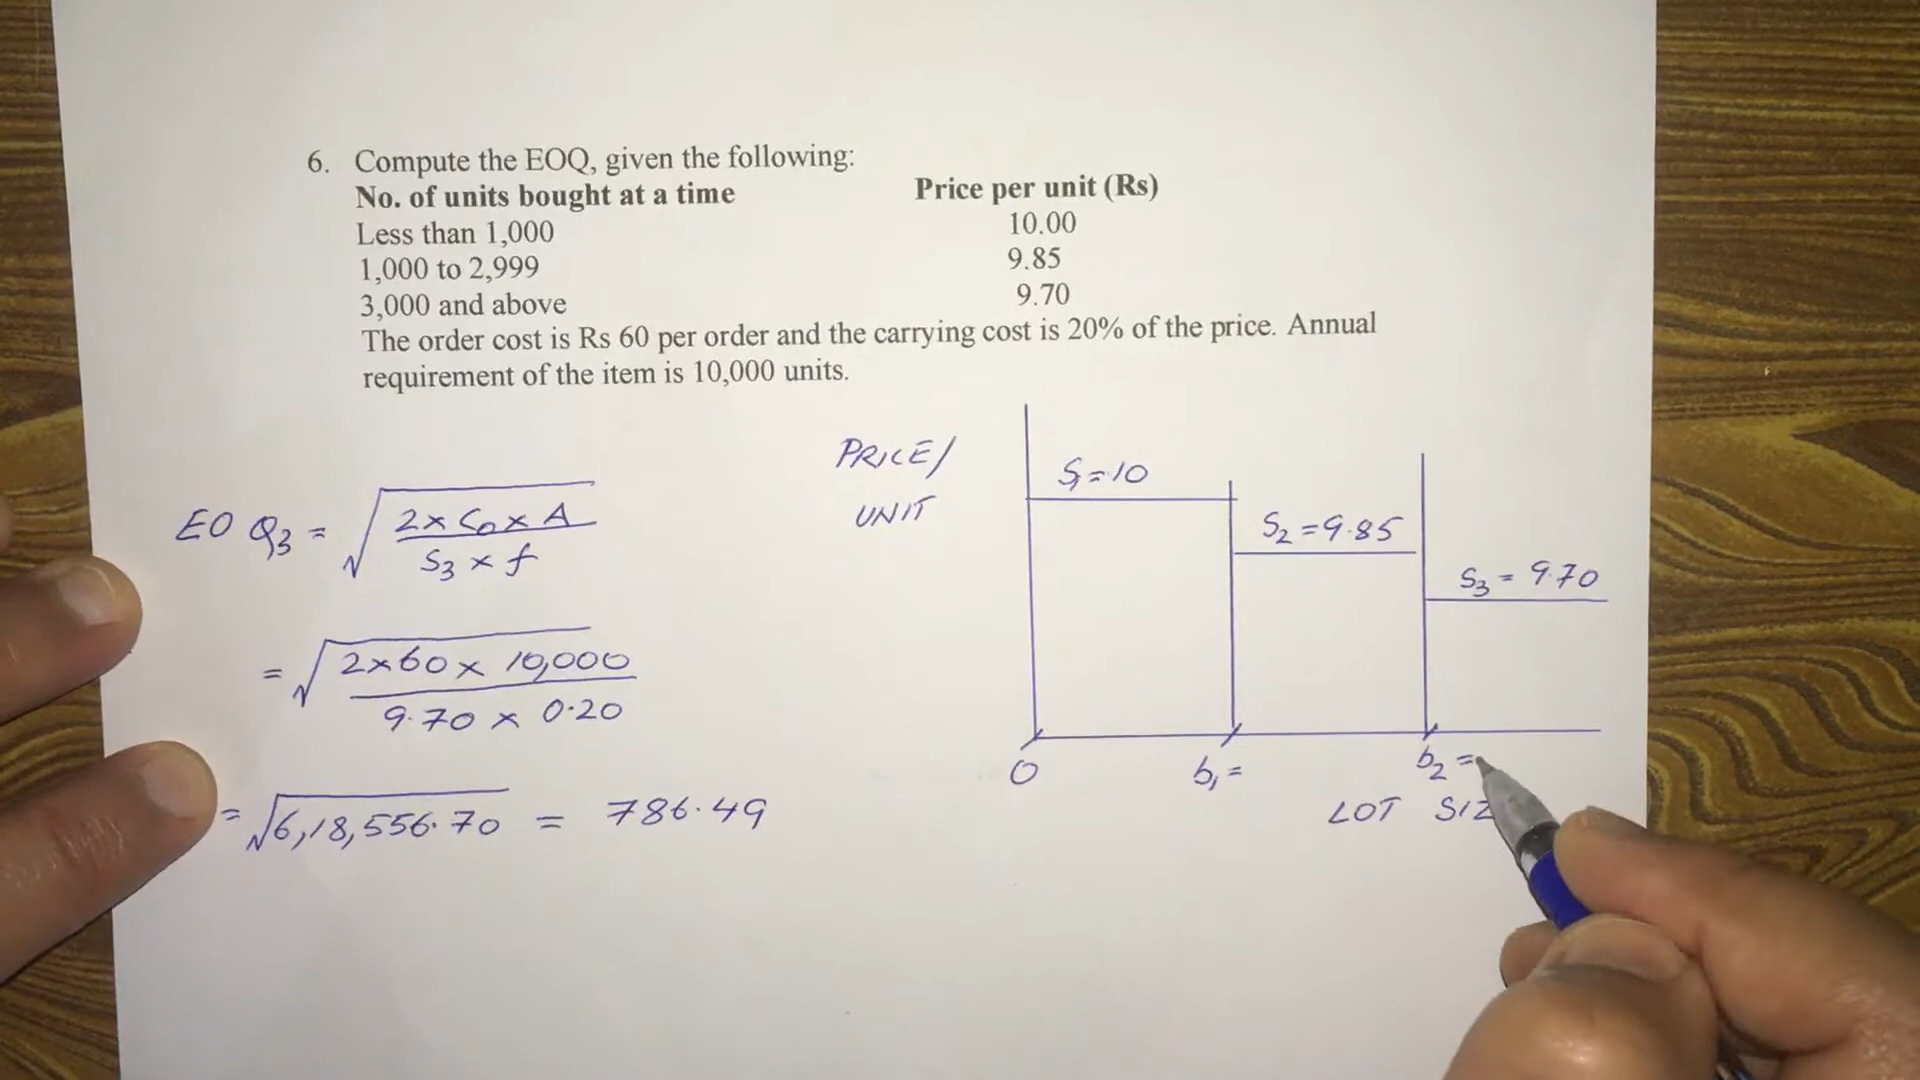 6. Compute the EOQ, given the following:
No. of units bought at a time Price per unit (Rs)
Less than 1,000 10.00
1,000 to 2,999 9.85
3,000 and above 9.70
The order cost is Rs 60 per order and the carrying cost is 20% of the price. Annual
requirement of the item is 10,000 units.
EOQ₃ = √
2 x C₀ x A
S₃ x f
= √
2x60 x 10,000
9.70 x 0.20
= √6,18,556.70 = 786.49
PRICE/
UNIT
S₁=10
S₂=9.85
S₃ = 9.70
0 b₁= b₂ =
LOT SIZ